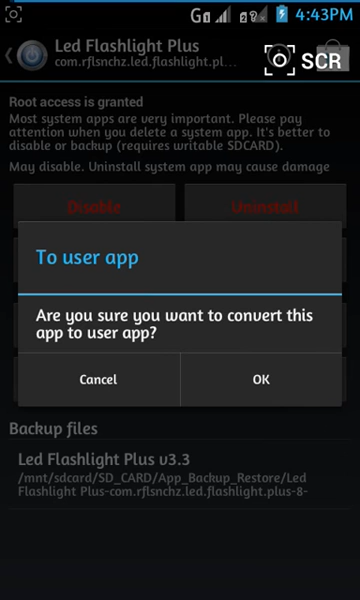 G 4:43PM
Led Flashlight Plus
com.rflsnchz.led.flashlight.pl...
SCR
Root access is granted
Most system apps are very important. Please pay
attention when you delete a system app. It's better to
disable or backup (requires writable SDCARD).
May disable. Uninstall system app may cause damage
Disable Uninstall
To user app
Are you sure you want to convert this
app to user app?
Cancel OK
Backup files
Led Flashlight Plus v3.3
/mnt/sdcard/SD_CARD/App_Backup_Restore/Led
Flashlight Plus-com.rflsnchz.led.flashlight.plus-8-